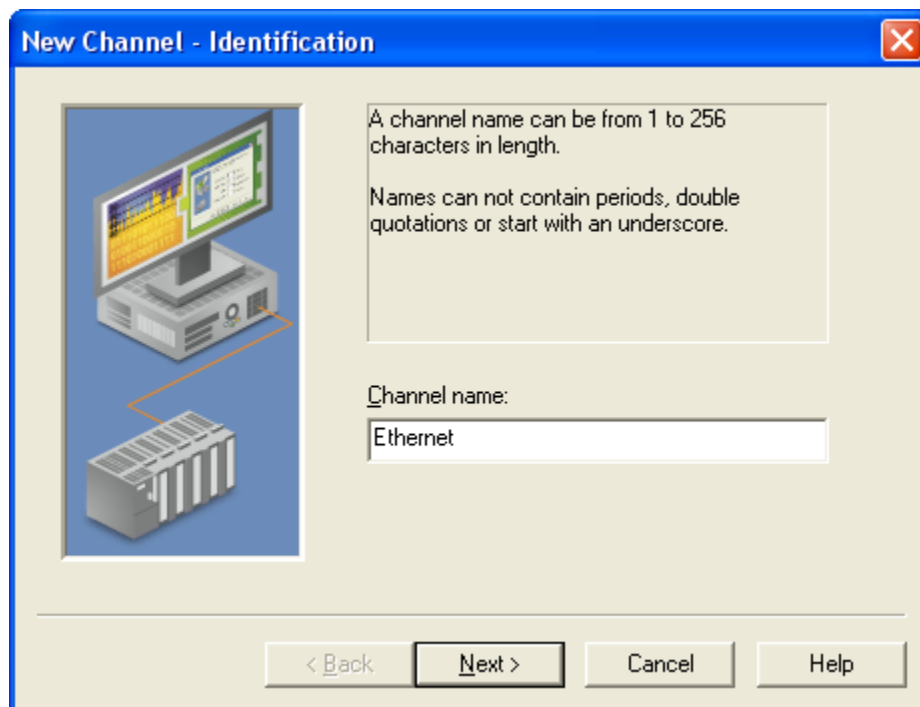 New Channel - Identification
A channel name can be from 1 to 256
characters in length.
Names can not contain periods, double
quotations or start with an underscore.
Channel name:
Ethernet
< Back
Next >
Cancel
Help